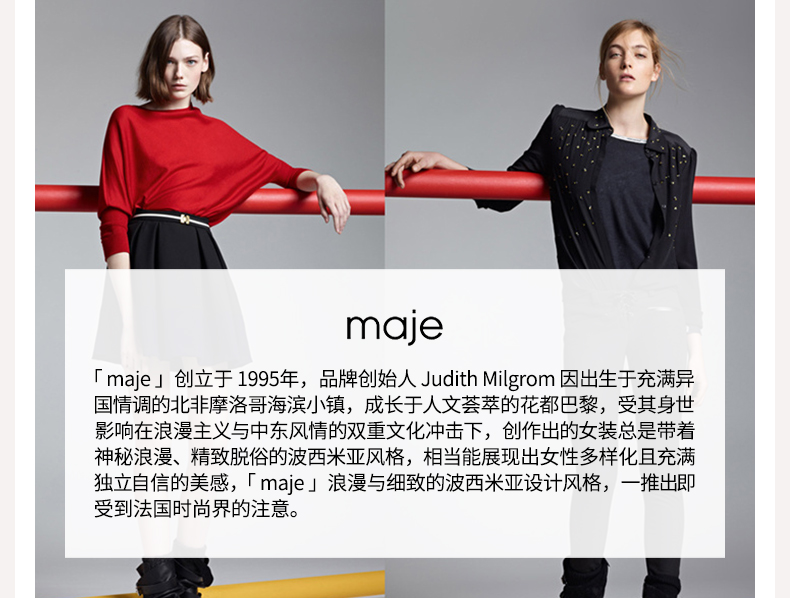 maje
「 maje 」创立于 1995年，品牌创始人 Judith Milgrom 因出生于充满异
国情调的北非摩洛哥海滨小镇，成长于人文荟萃的花都巴黎，受其身世
影响在浪漫主义与中东风情的双重文化冲击下，创作出的女装总是带着
神秘浪漫、精致脱俗的波西米亚风格，相当能展现出女性多样化且充满
独立自信的美感，「 maje 」浪漫与细致的波西米亚设计风格，一推出即
受到法国时尚界的注意。